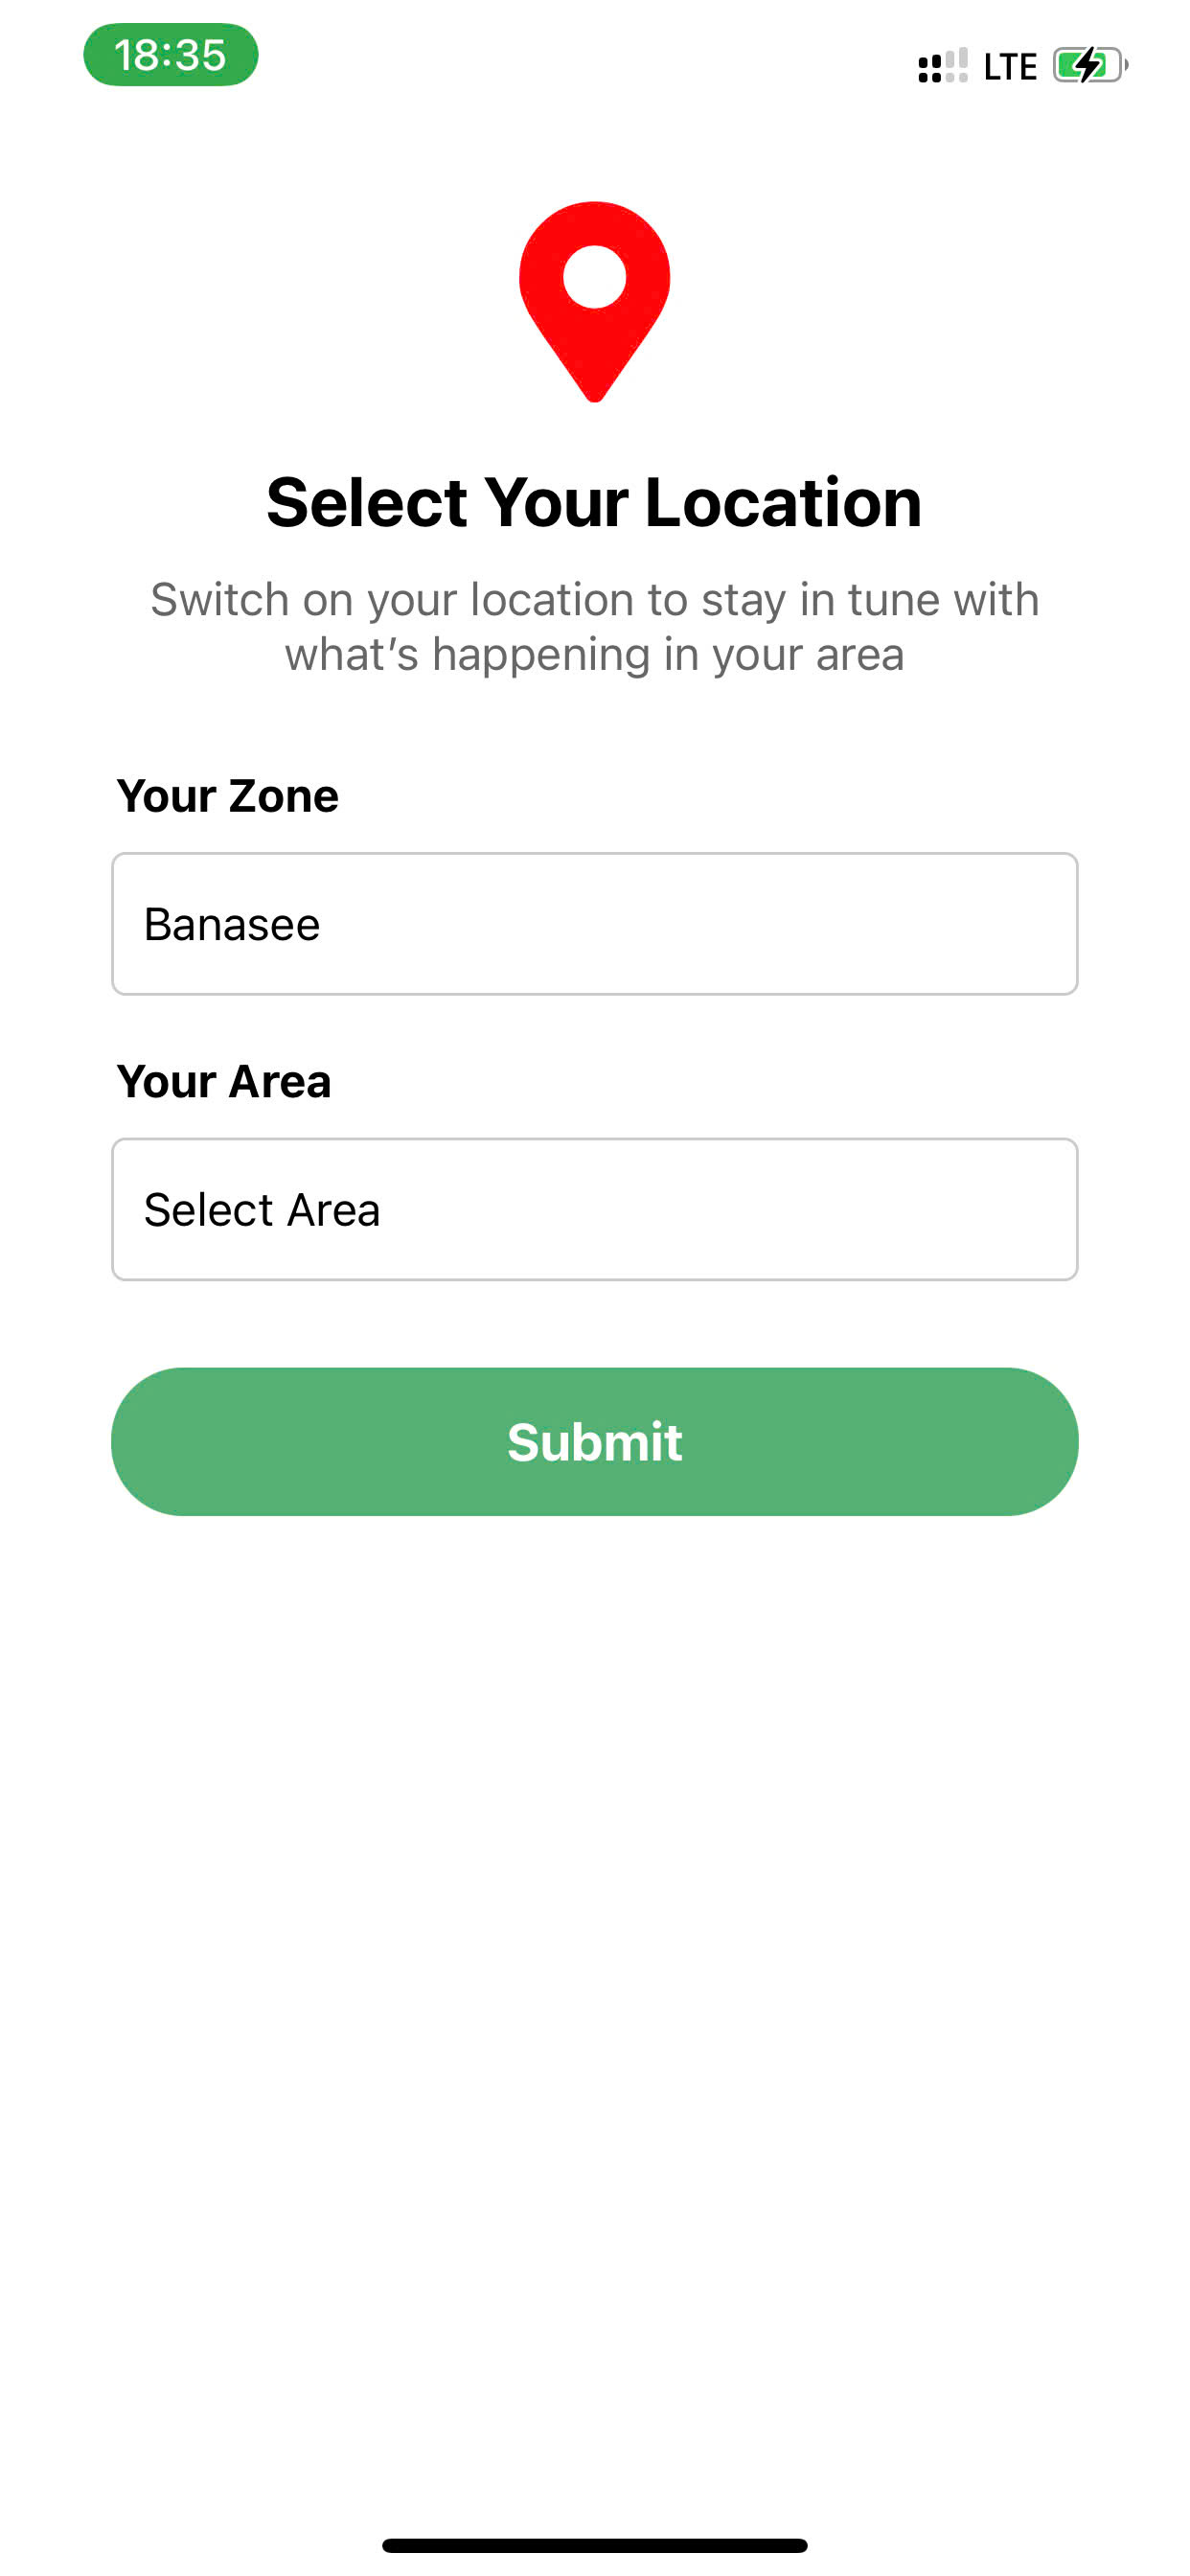 18:35
LTE
Select Your Location
Switch on your location to stay in tune with
what's happening in your area
Your Zone
Banasee
Your Area
Select Area
Submit